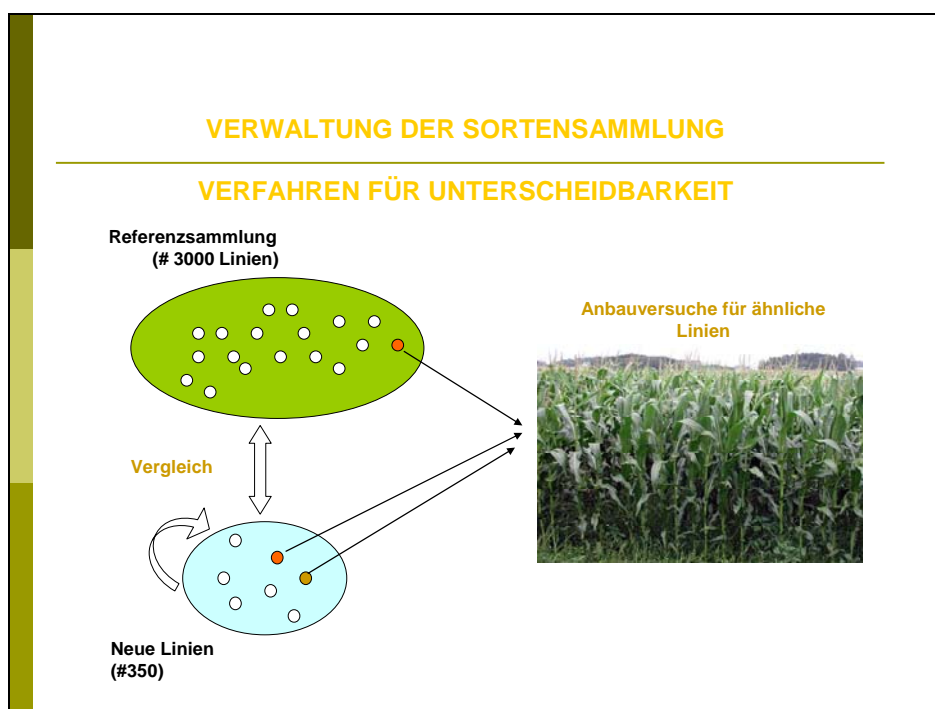 VERWALTUNG DER SORTENSAMMLUNG
VERFAHREN FÜR UNTERSCHEIDBARKEIT
Referenzsammlung
(# 3000 Linien)
Anbauversuche für ähnliche
Linien
Vergleich
Neue Linien
(#350)